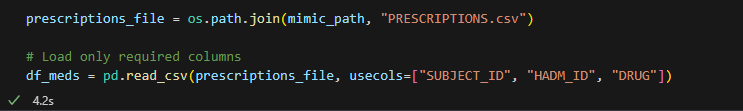 prescriptions_file = os.path.join(mimic_path, "PRESCRIPTIONS.csv")
# Load only required columns
df_meds = pd.read_csv(prescriptions_file, usecols=["SUBJECT_ID", "HADM_ID", "DRUG"])
4.2s